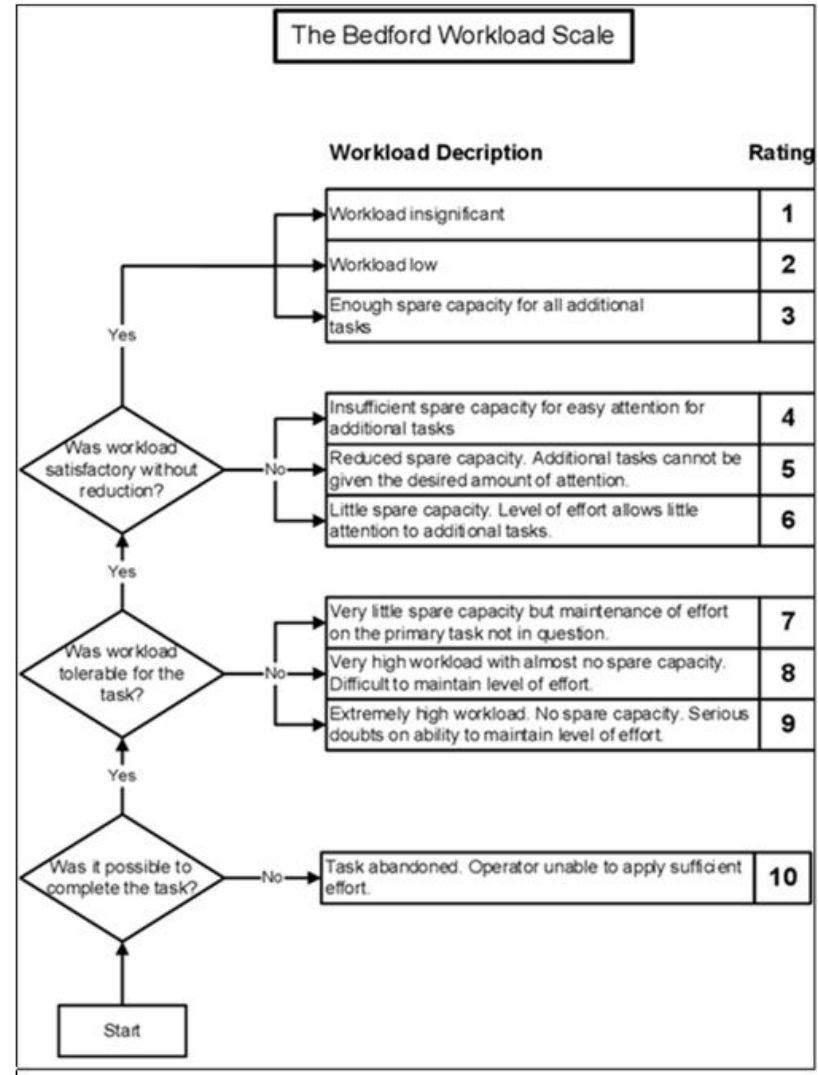 The Bedford Workload Scale
Workload Decription
Rating
Workload insignificant
1
Workload low
2
Enough spare capacity for all additional
tasks
3
Yes
Was workload
satisfactory without
reduction?
No
Insufficient spare capacity for easy attention for
additional tasks
4
Reduced spare capacity. Additional tasks cannot be
given the desired amount of attention.
5
Little spare capacity. Level of effort allows little
attention to additional tasks.
6
Yes
Was workload
tolerable for the
task?
No
Very little spare capacity but maintenance of effort
on the primary task not in question.
7
Very high workload with almost no spare capacity.
Difficult to maintain level of effort.
8
Extremely high workload. No spare capacity. Serious
doubts on ability to maintain level of effort.
9
Yes
Was it possible to
complete the task?
No
Task abandoned. Operator unable to apply sufficient
effort.
10
Start